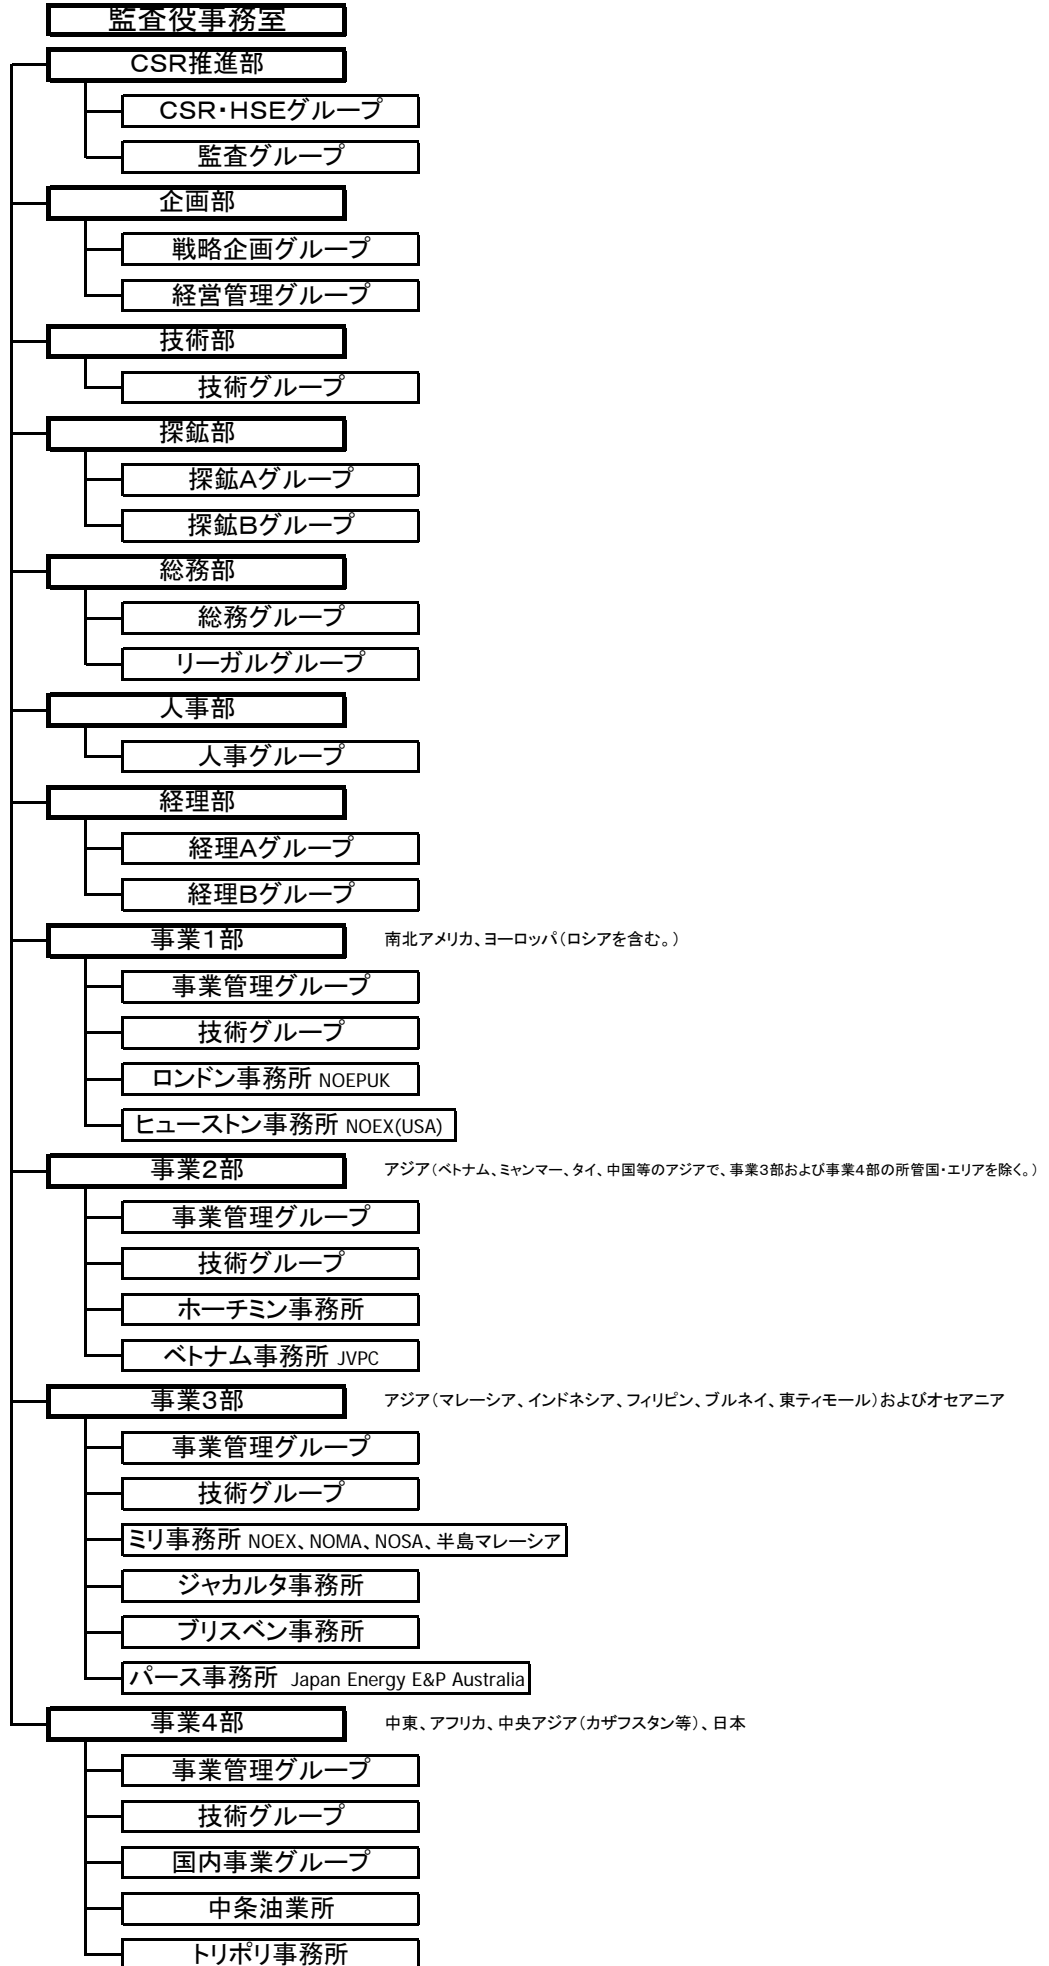 監査役事務室
CSR推進部
CSR・HSEグループ
監査グループ
企画部
戦略企画グループ
経営管理グループ
技術部
技術グループ
探鉱部
探鉱Aグループ
探鉱Bグループ
総務部
総務グループ
リーガルグループ
人事部
人事グループ
経理部
経理Aグループ
経理Bグループ
事業1部 南北アメリカ、ヨーロッパ（ロシアを含む。）
事業管理グループ
技術グループ
ロンドン事務所 NOEPUK
ヒューストン事務所 NOEX(USA)
事業2部 アジア（ベトナム、ミャンマー、タイ、中国等のアジアで、事業3部および事業4部の所管国・エリアを除く。）
事業管理グループ
技術グループ
ホーチミン事務所
ベトナム事務所 JVPC
事業3部 アジア（マレーシア、インドネシア、フィリピン、ブルネイ、東ティモール）およびオセアニア
事業管理グループ
技術グループ
ミリ事務所 NOEX、NOMA、NOSA、半島マレーシア
ジャカルタ事務所
ブリスベン事務所
パース事務所 Japan Energy E&P Australia
事業4部 中東、アフリカ、中央アジア（カザフスタン等）、日本
事業管理グループ
技術グループ
国内事業グループ
中条油業所
トリポリ事務所